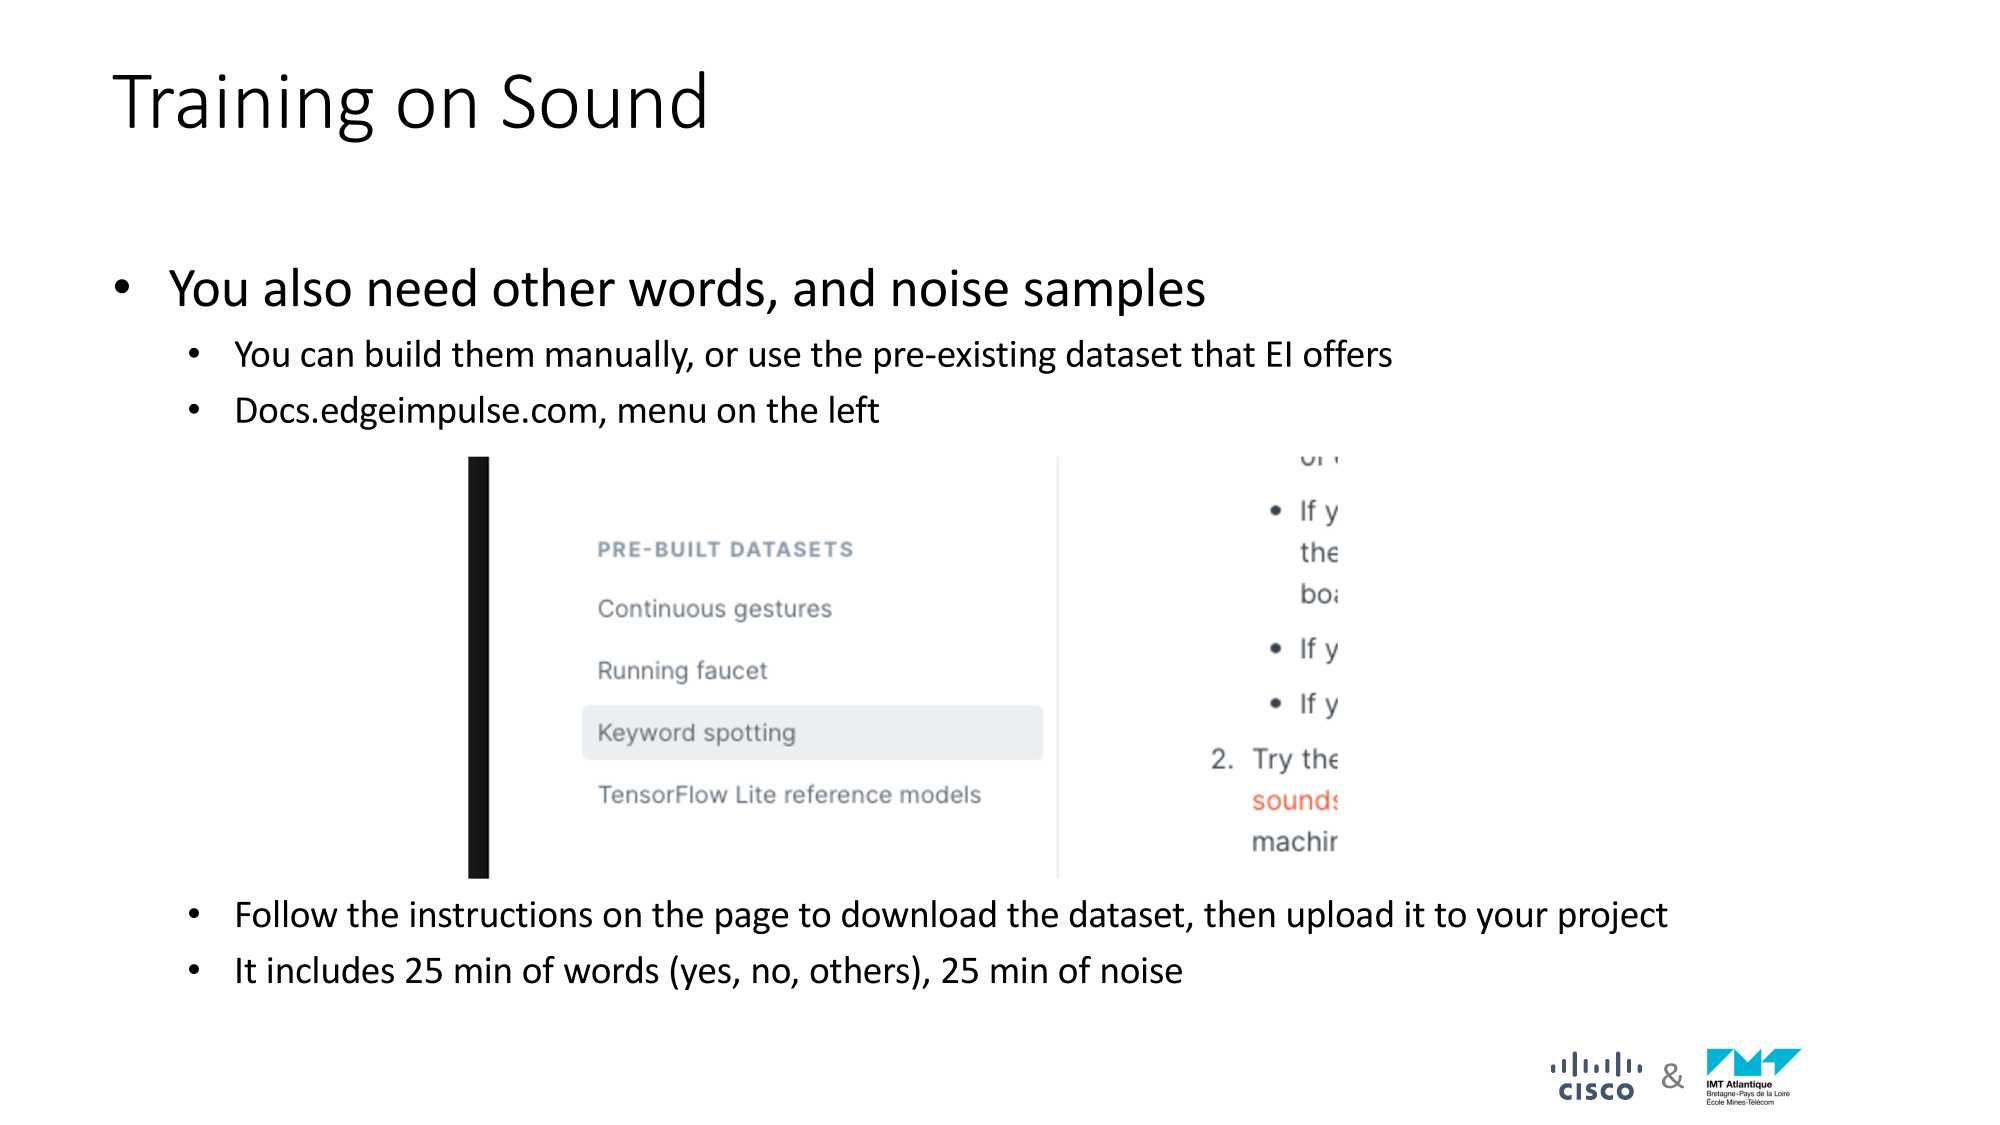 Training on Sound
• You also need other words, and noise samples
• You can build them manually, or use the pre-existing dataset that EI offers
• Docs.edgeimpulse.com, menu on the left
PRE-BUILT DATASETS
Continuous gestures
Running faucet
Keyword spotting
TensorFlow Lite reference models
• If y
the
• If y
• If y
2. Try the
sounds
• Follow the instructions on the page to download the dataset, then upload it to your project
• It includes 25 min of words (yes, no, others), 25 min of noise
CISCO & IMT Atlantique
Bretagne-Pays de la Loire
École Mines-Télécom